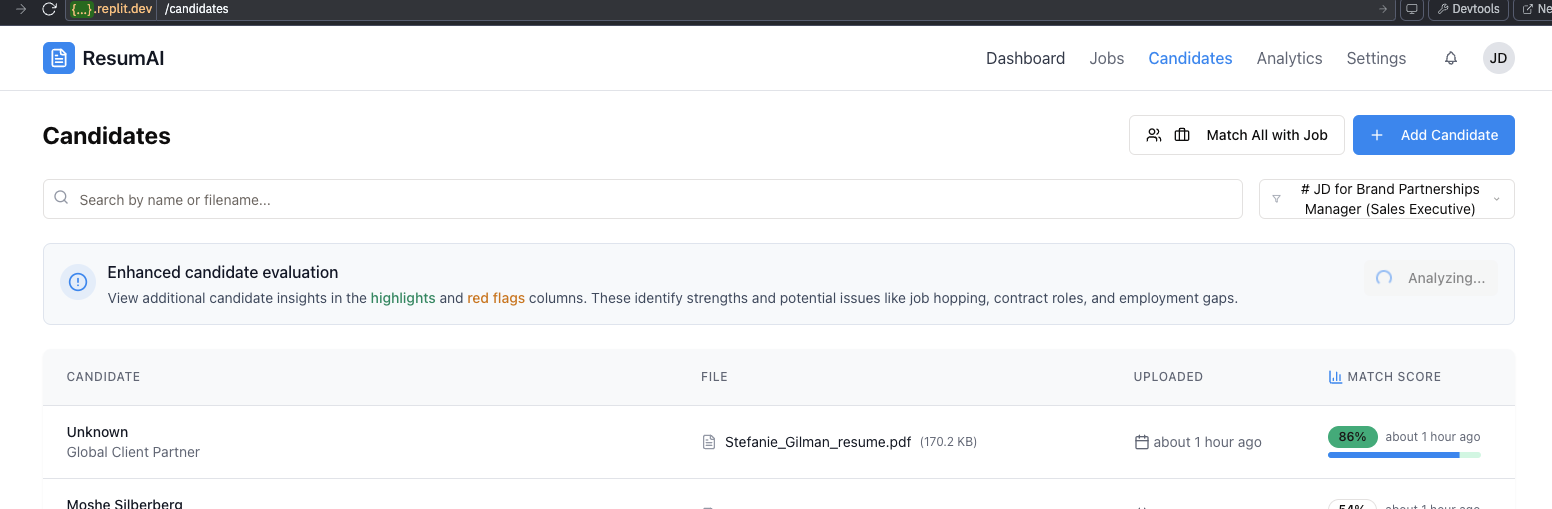 {...}.replit.dev /candidates
Devtools
Ne
ResumAI
Dashboard Jobs Candidates Analytics Settings JD
Candidates
Match All with Job
Add Candidate
Search by name or filename...
# JD for Brand Partnerships
Manager (Sales Executive)
Enhanced candidate evaluation
View additional candidate insights in the highlights and red flags columns. These identify strengths and potential issues like job hopping, contract roles, and employment gaps.
Analyzing...
CANDIDATE FILE UPLOADED MATCH SCORE
Unknown
Global Client Partner
Stefanie_Gilman_resume.pdf (170.2 KB)
about 1 hour ago
86% about 1 hour ago
Moshe Silberberg
54% about 1 hour ago